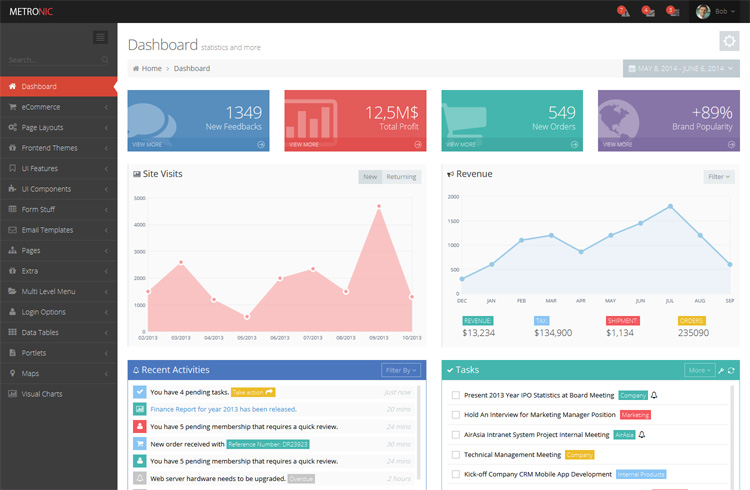 METRONIC
7
4
3
Bob
Search...
Dashboard
eCommerce
Page Layouts
Frontend Themes
UI Features
UI Components
Form Stuff
Email Templates
Pages
Extra
Multi Level Menu
Login Options
Data Tables
Portlets
Maps
Visual Charts
Dashboard statistics and more
Home > Dashboard
MAY 8, 2014 - JUNE 6, 2014
1349
New Feedbacks
VIEW MORE
12,5M$
Total Profit
VIEW MORE
549
New Orders
VIEW MORE
+89%
Brand Popularity
VIEW MORE
Site Visits
New Returning
5000
4000
3000
2000
1000
0
02/2013 03/2013 04/2013 05/2013 06/2013 07/2013 08/2013 09/2013 10/2013
Revenue
Filter
2000
1500
1000
500
0
DEC JAN FEB MAR APR MAY JUN JUL AUG SEP
REVENUE TAX SHIPMENT ORDERS
$13,234 $134,900 $1,134 235090
Recent Activities
Filter By
You have 4 pending tasks. Take action Just now
Finance Report for year 2013 has been released. 20 mins
You have 5 pending membership that requires a quick review. 24 mins
New order received with Reference Number: DR23923 30 mins
You have 5 pending membership that requires a quick review. 24 mins
Web server hardware needs to be upgraded. Overdue 2 hours
Tasks
More
Present 2013 Year IPO Statistics at Board Meeting Company
Hold An Interview for Marketing Manager Position Marketing
AirAsia Intranet System Project Internal Meeting AirAsia
Technical Management Meeting Company
Kick-off Company CRM Mobile App Development Internal Products